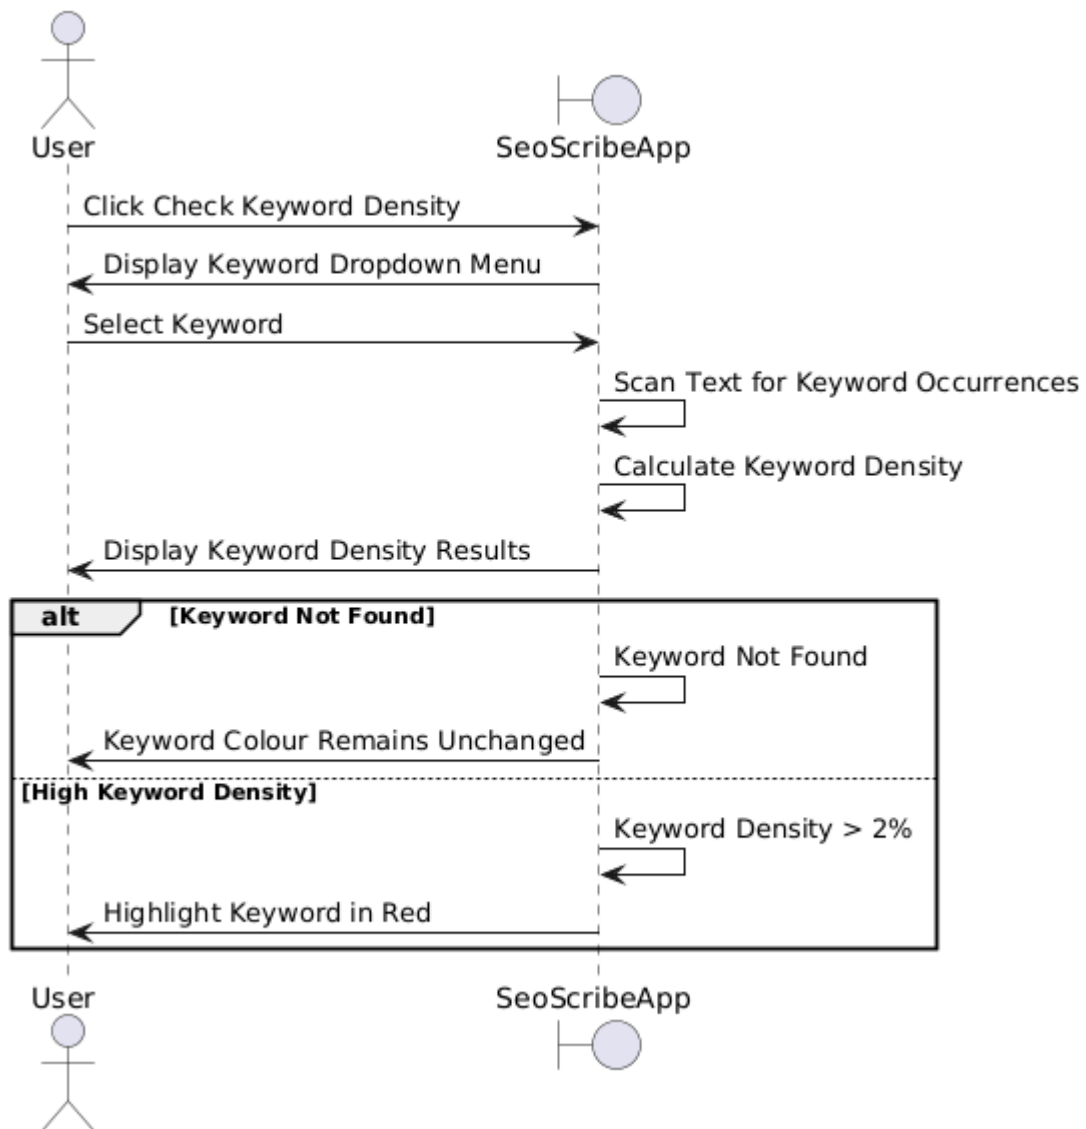 User
SeoScribeApp
Click Check Keyword Density
Display Keyword Dropdown Menu
Select Keyword
Scan Text for Keyword Occurrences
Calculate Keyword Density
Display Keyword Density Results
alt [Keyword Not Found]
Keyword Not Found
Keyword Colour Remains Unchanged
[High Keyword Density]
Keyword Density > 2%
Highlight Keyword in Red
User SeoScribeApp